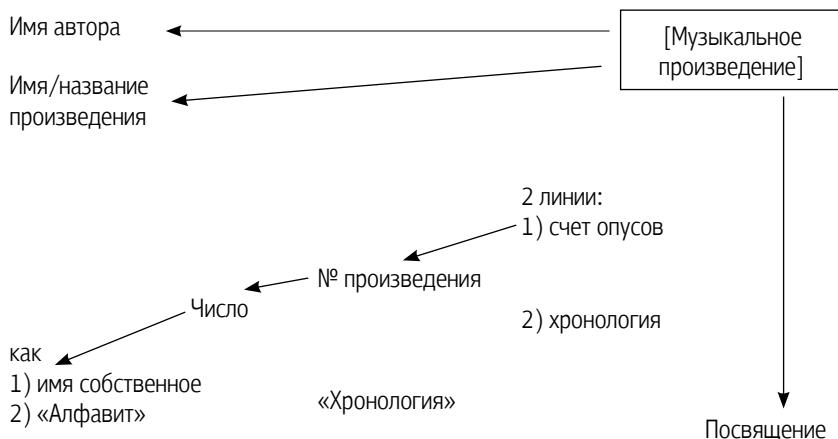 Имя автора
[Музыкальное
произведение]
Имя/название
произведения
2 линии:
1) счет опусов
№ произведения
Число
2) хронология
как
1) имя собственное
2) «Алфавит»
«Хронология»
Посвящение